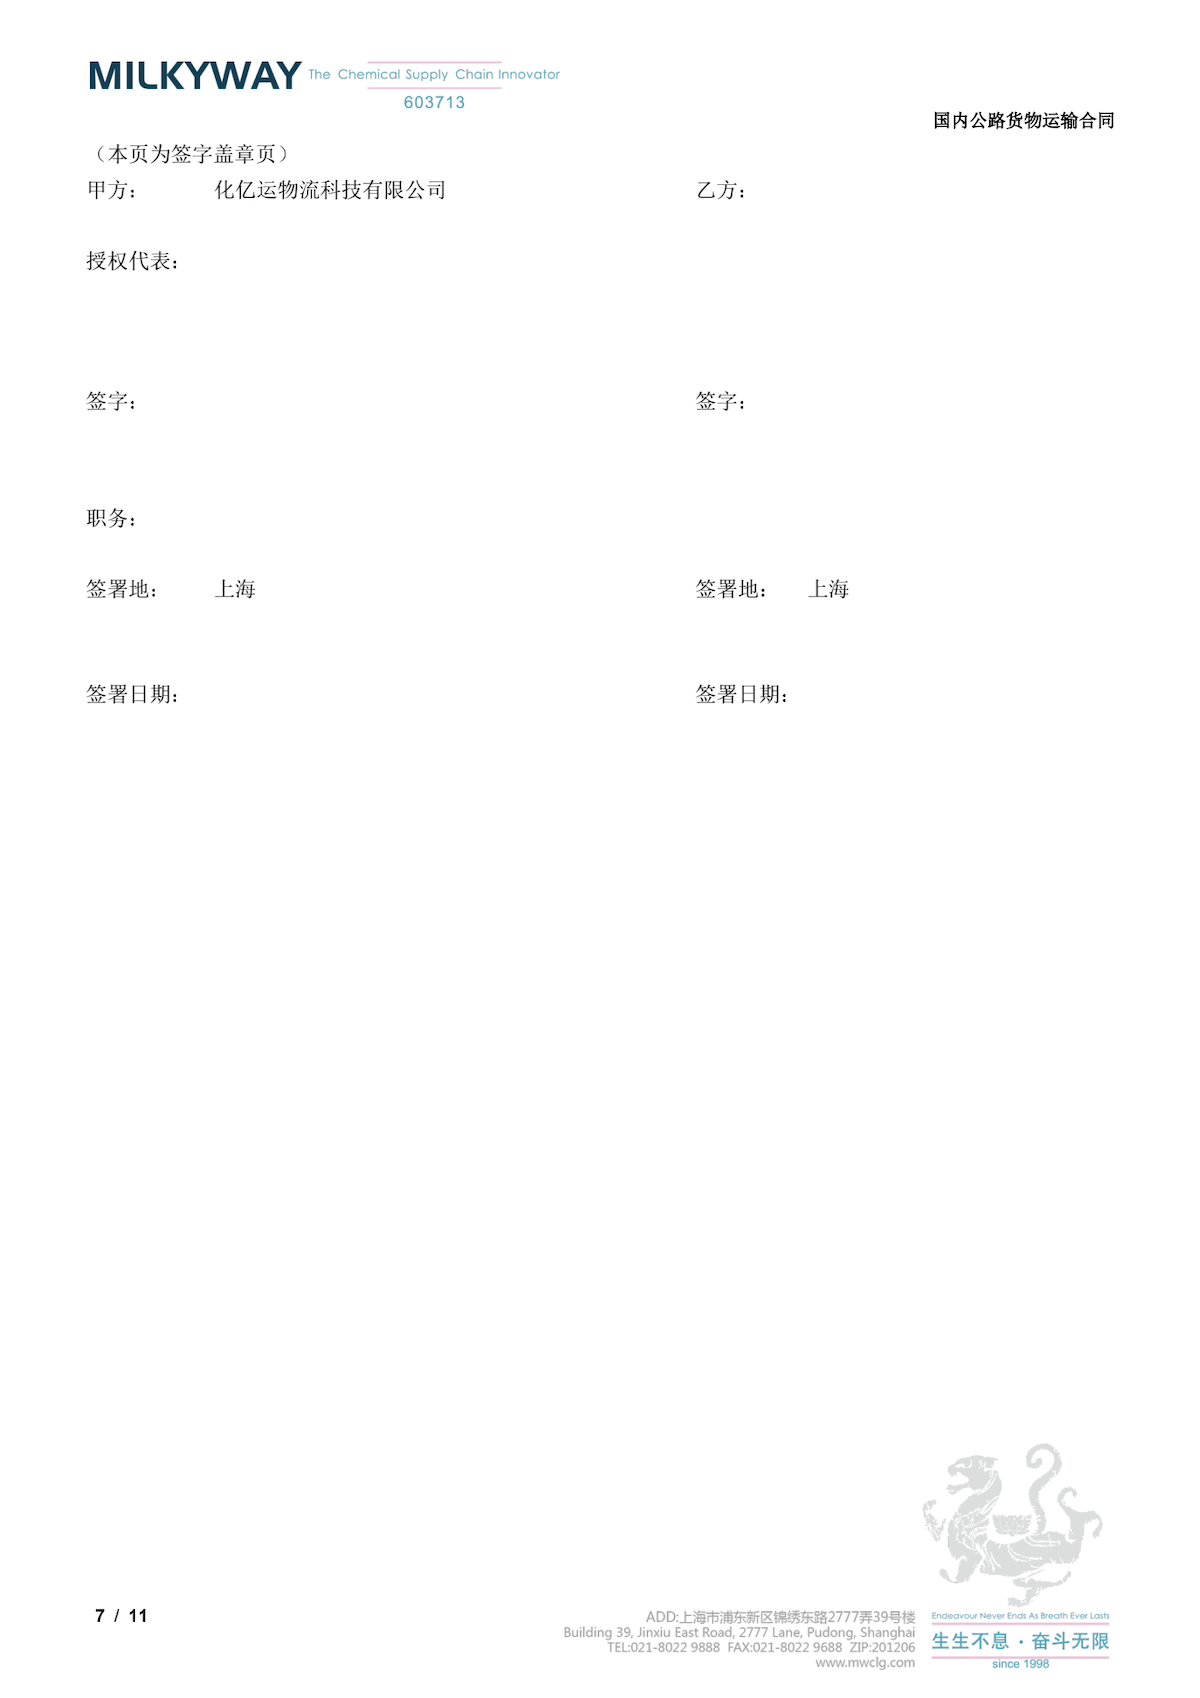 MILKYWAY The Chemical Supply Chain Innovator
603713
国内公路货物运输合同
（本页为签字盖章页）
甲方： 化亿运物流科技有限公司 乙方：
授权代表：
签字： 签字：
职务：
签署地： 上海 签署地： 上海
签署日期： 签署日期：
7 / 11
ADD:上海市浦东新区锦绣东路2777弄39号楼
Building 39, Jinxiu East Road, 2777 Lane, Pudong, Shanghai
TEL:021-8022 9888 FAX:021-8022 9688 ZIP:201206
www.mwclg.com
Endeavour Never Ends As Breath Ever Lasts
生生不息·奋斗无限
since 1998